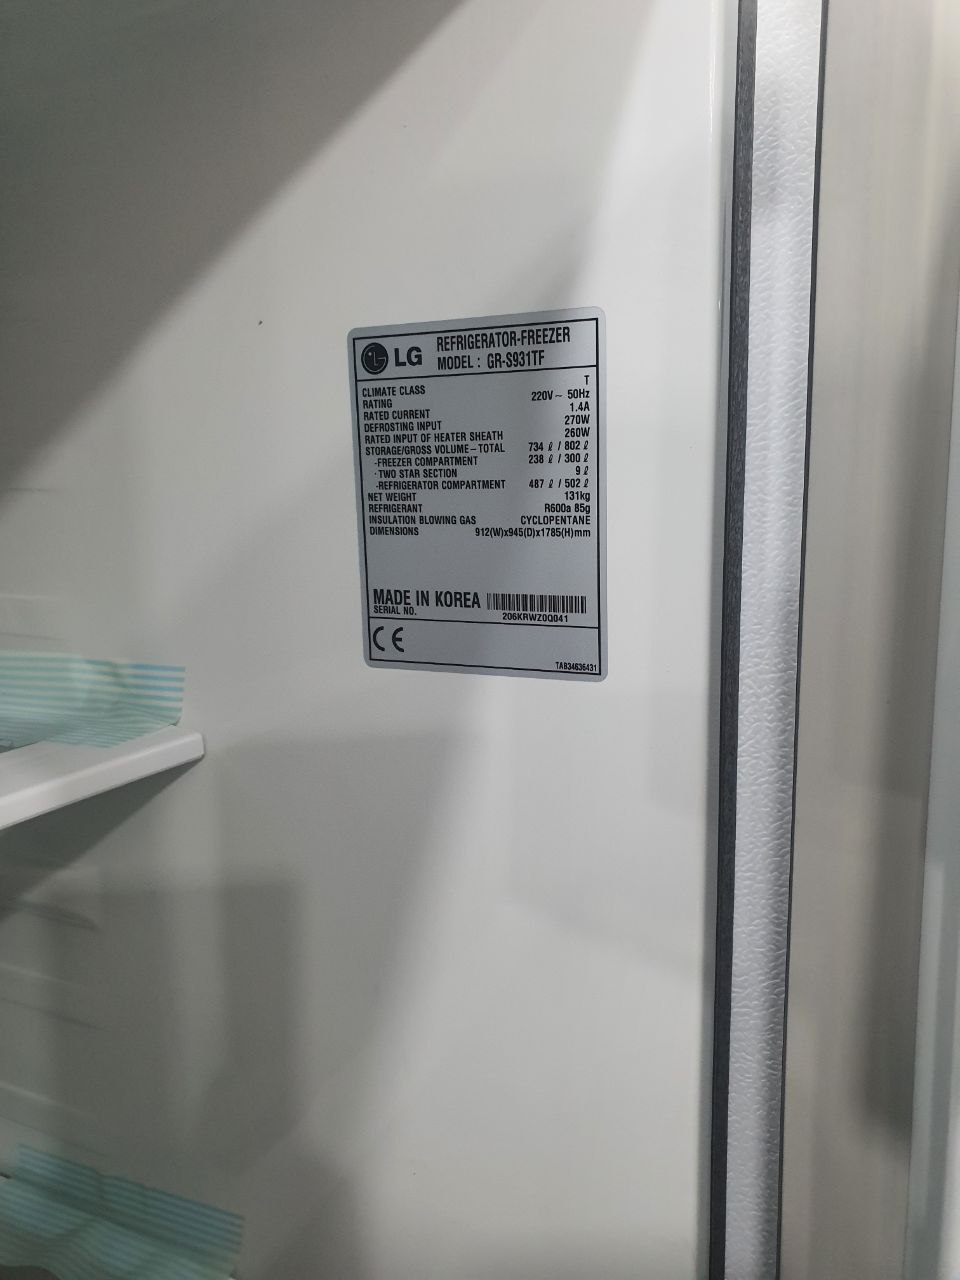 LG REFRIGERATOR-FREEZER
MODEL : GR-S931TF
CLIMATE CLASS T
RATING 220V~ 50Hz
RATED CURRENT 1.4A
DEFROSTING INPUT 270W
RATED INPUT OF HEATER SHEATH 260W
STORAGE/GROSS VOLUME-TOTAL 734 ℓ / 802 ℓ
-FREEZER COMPARTMENT 238 ℓ / 300 ℓ
-TWO STAR SECTION 9 ℓ
-REFRIGERATOR COMPARTMENT 487 ℓ / 502 ℓ
NET WEIGHT 131kg
REFRIGERANT R600a 85g
INSULATION BLOWING GAS CYCLOPENTANE
DIMENSIONS 912(W)x945(D)x1785(H)mm
MADE IN KOREA
SERIAL NO. 206KRWZ0Q041
CE
TAB34636431